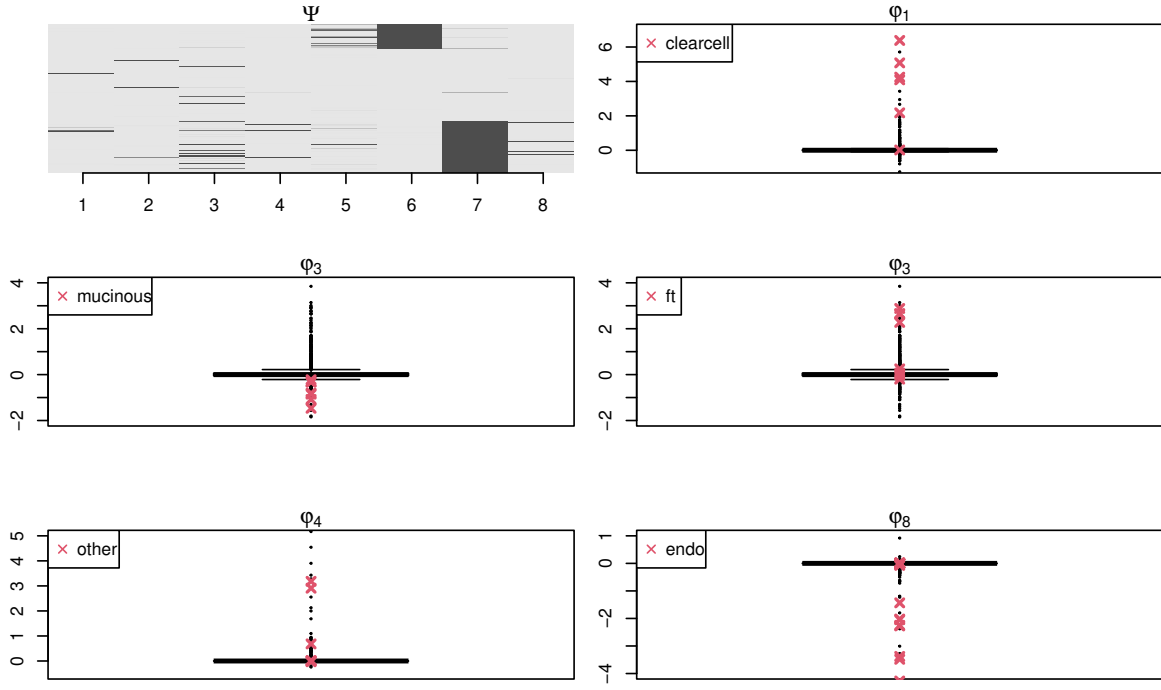 Ψ
1 2 3 4 5 6 7 8
φ1
clearcell
0 2 4 6
φ3
mucinous
−2 0 2 4
φ3
ft
−2 0 2 4
φ4
other
0 1 2 3 4 5
φ8
endo
−4 −2 0 1